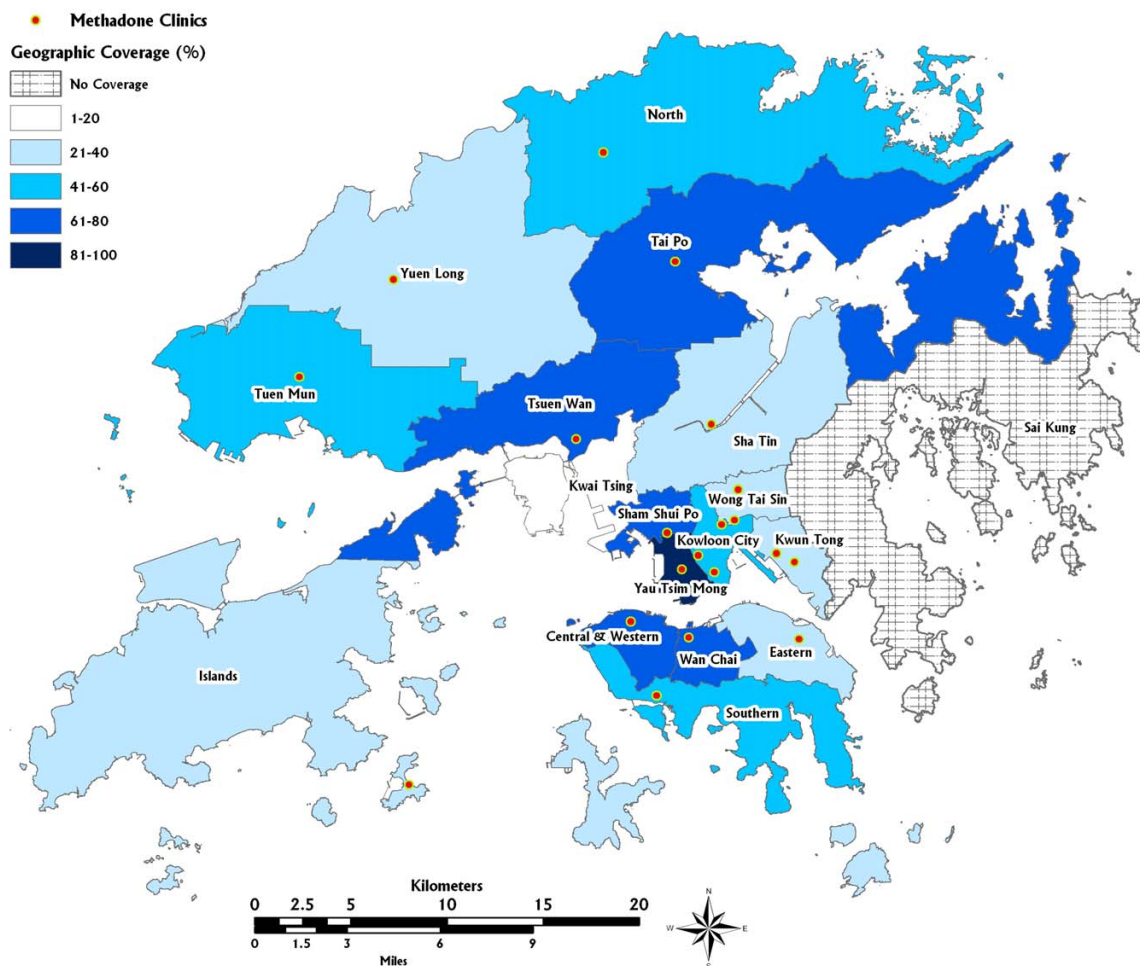 Methadone Clinics
Geographic Coverage (%)
No Coverage
1-20
21-40
41-60
61-80
81-100
North
Tai Po
Yuen Long
Tuen Mun
Tsuen Wan
Sha Tin
Sai Kung
Kwai Tsing
Wong Tai Sin
Sham Shui Po
Kowloon City
Kwun Tong
Yau Tsim Mong
Central & Western
Wan Chai
Eastern
Islands
Southern
Kilometers
0 2.5 5 10 15 20
0 1.5 3 6 9
Miles
N
W E
S